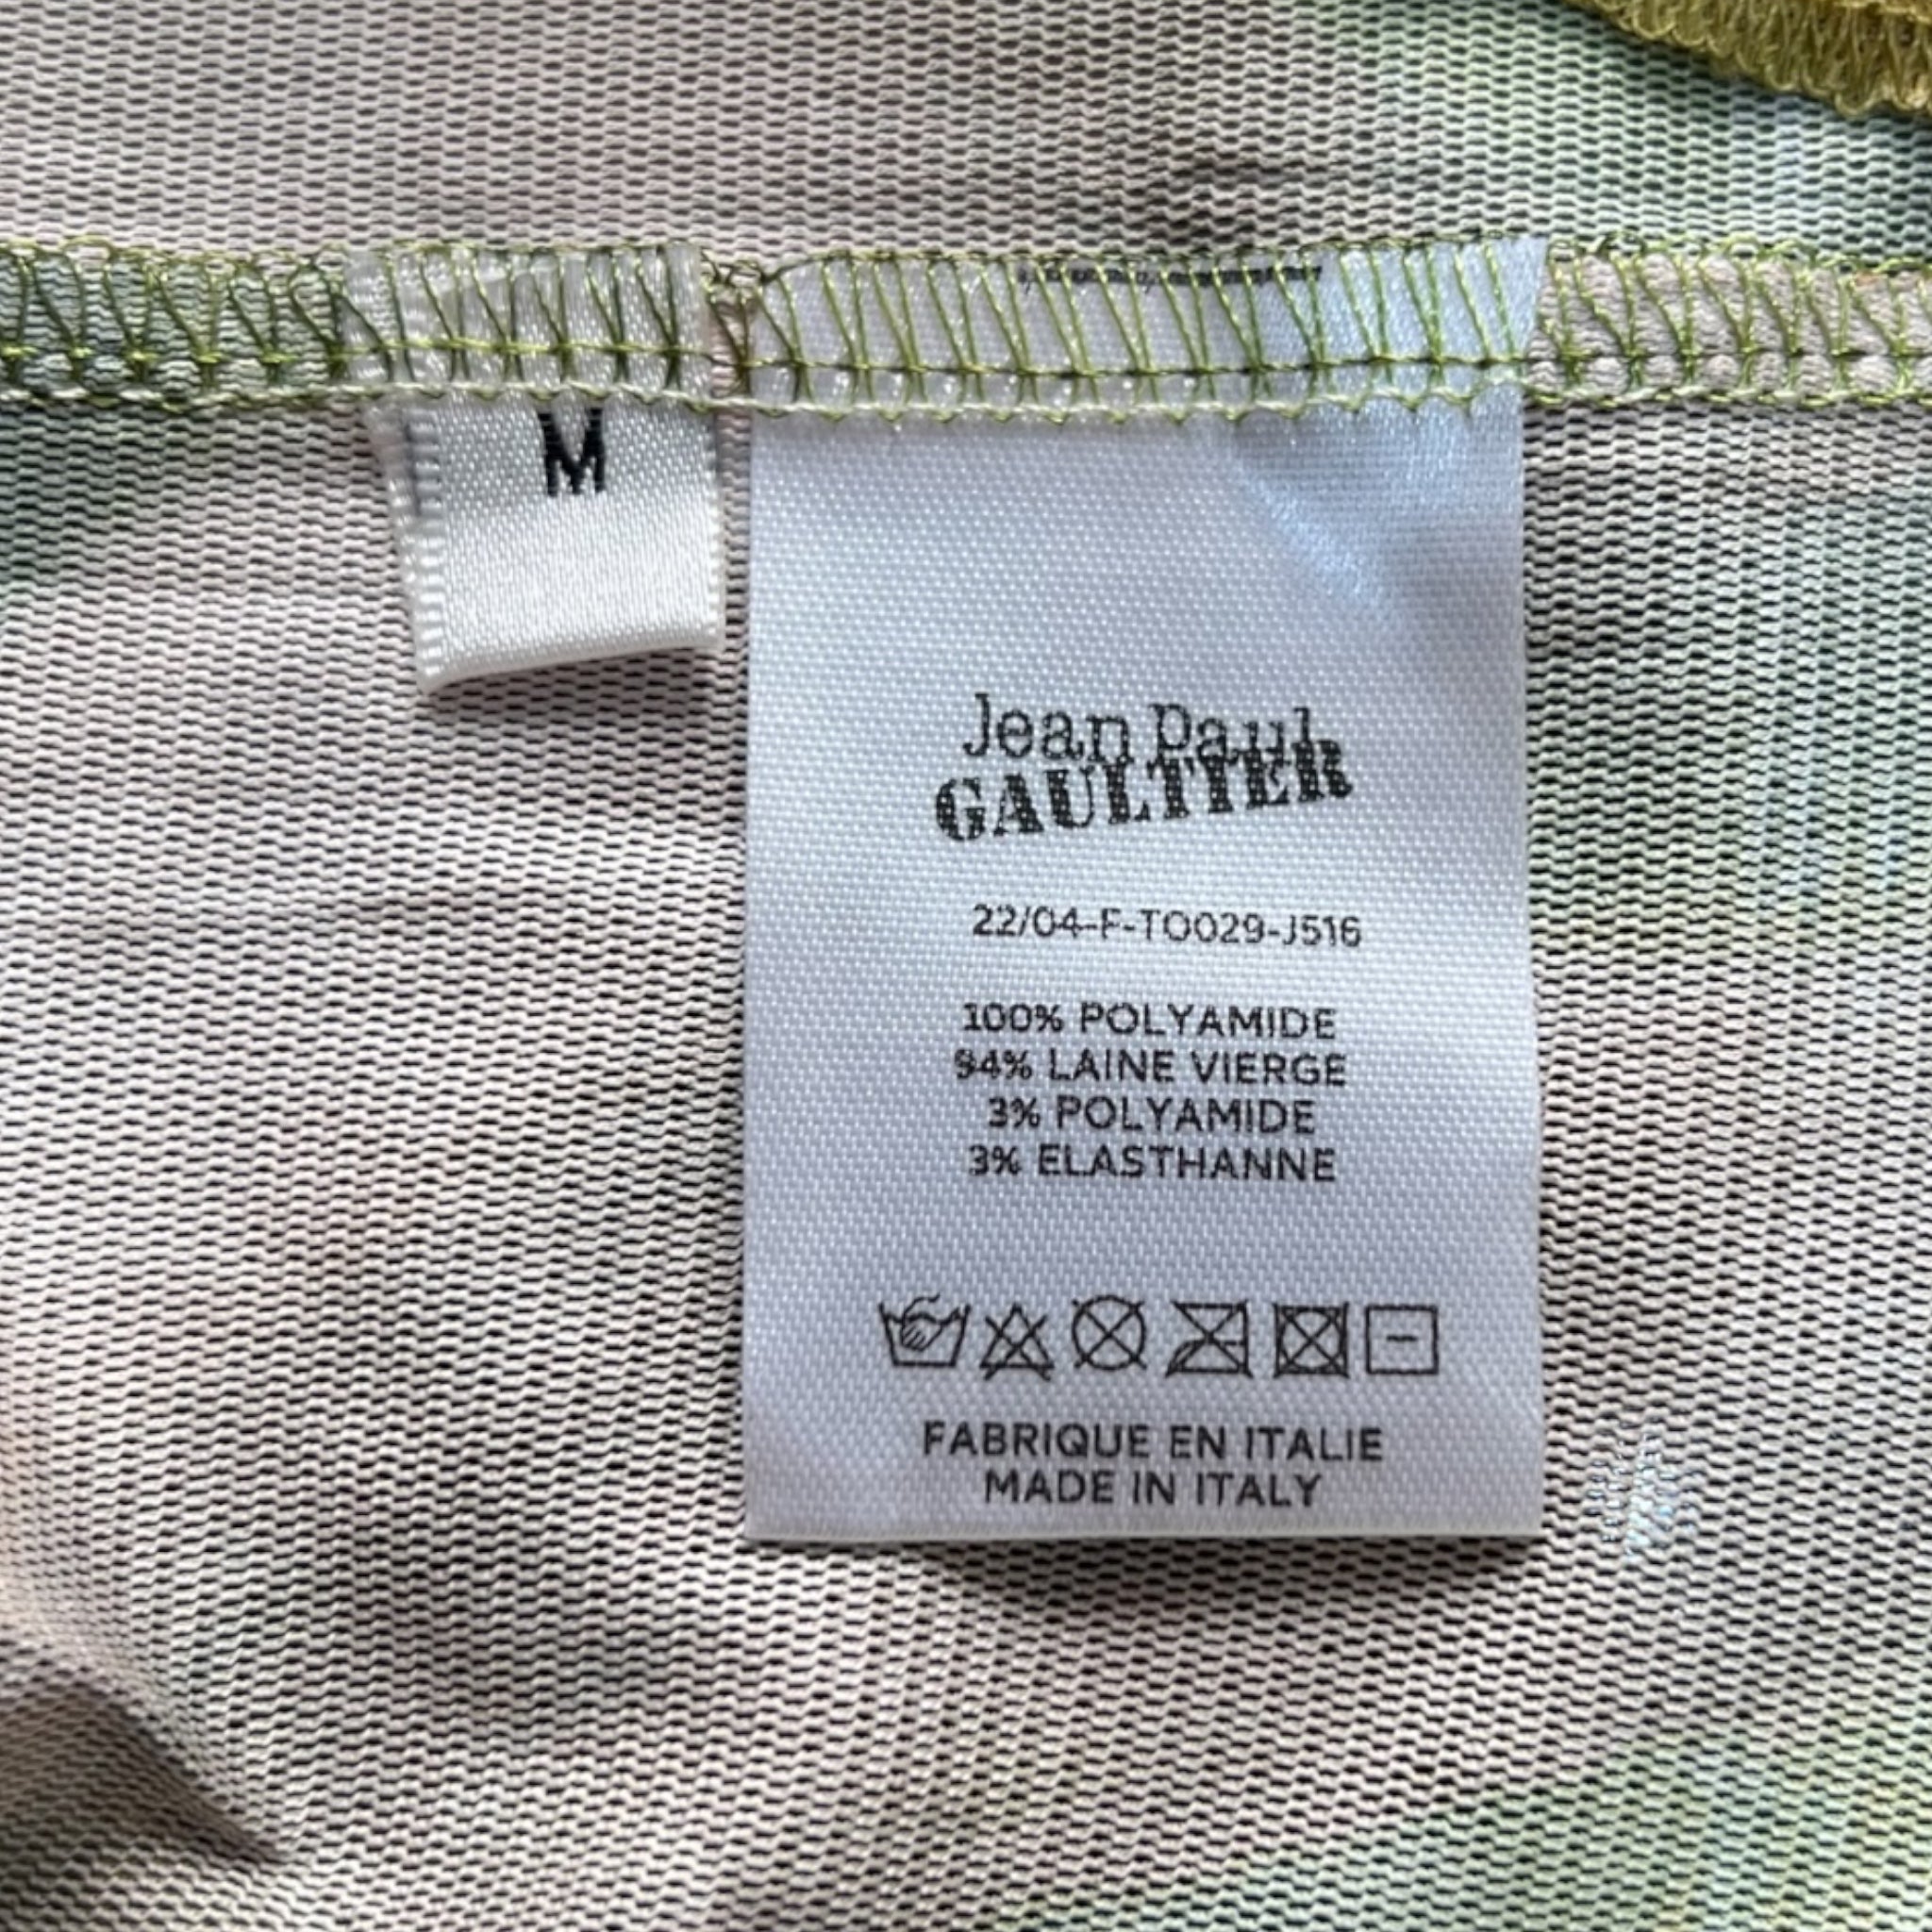 M
Jean Paul
GAULTIER
22/04-F-TO029-J516
100% POLYAMIDE
94% LAINE VIERGE
3% POLYAMIDE
3% ELASTHANNE
FABRIQUE EN ITALIE
MADE IN ITALY